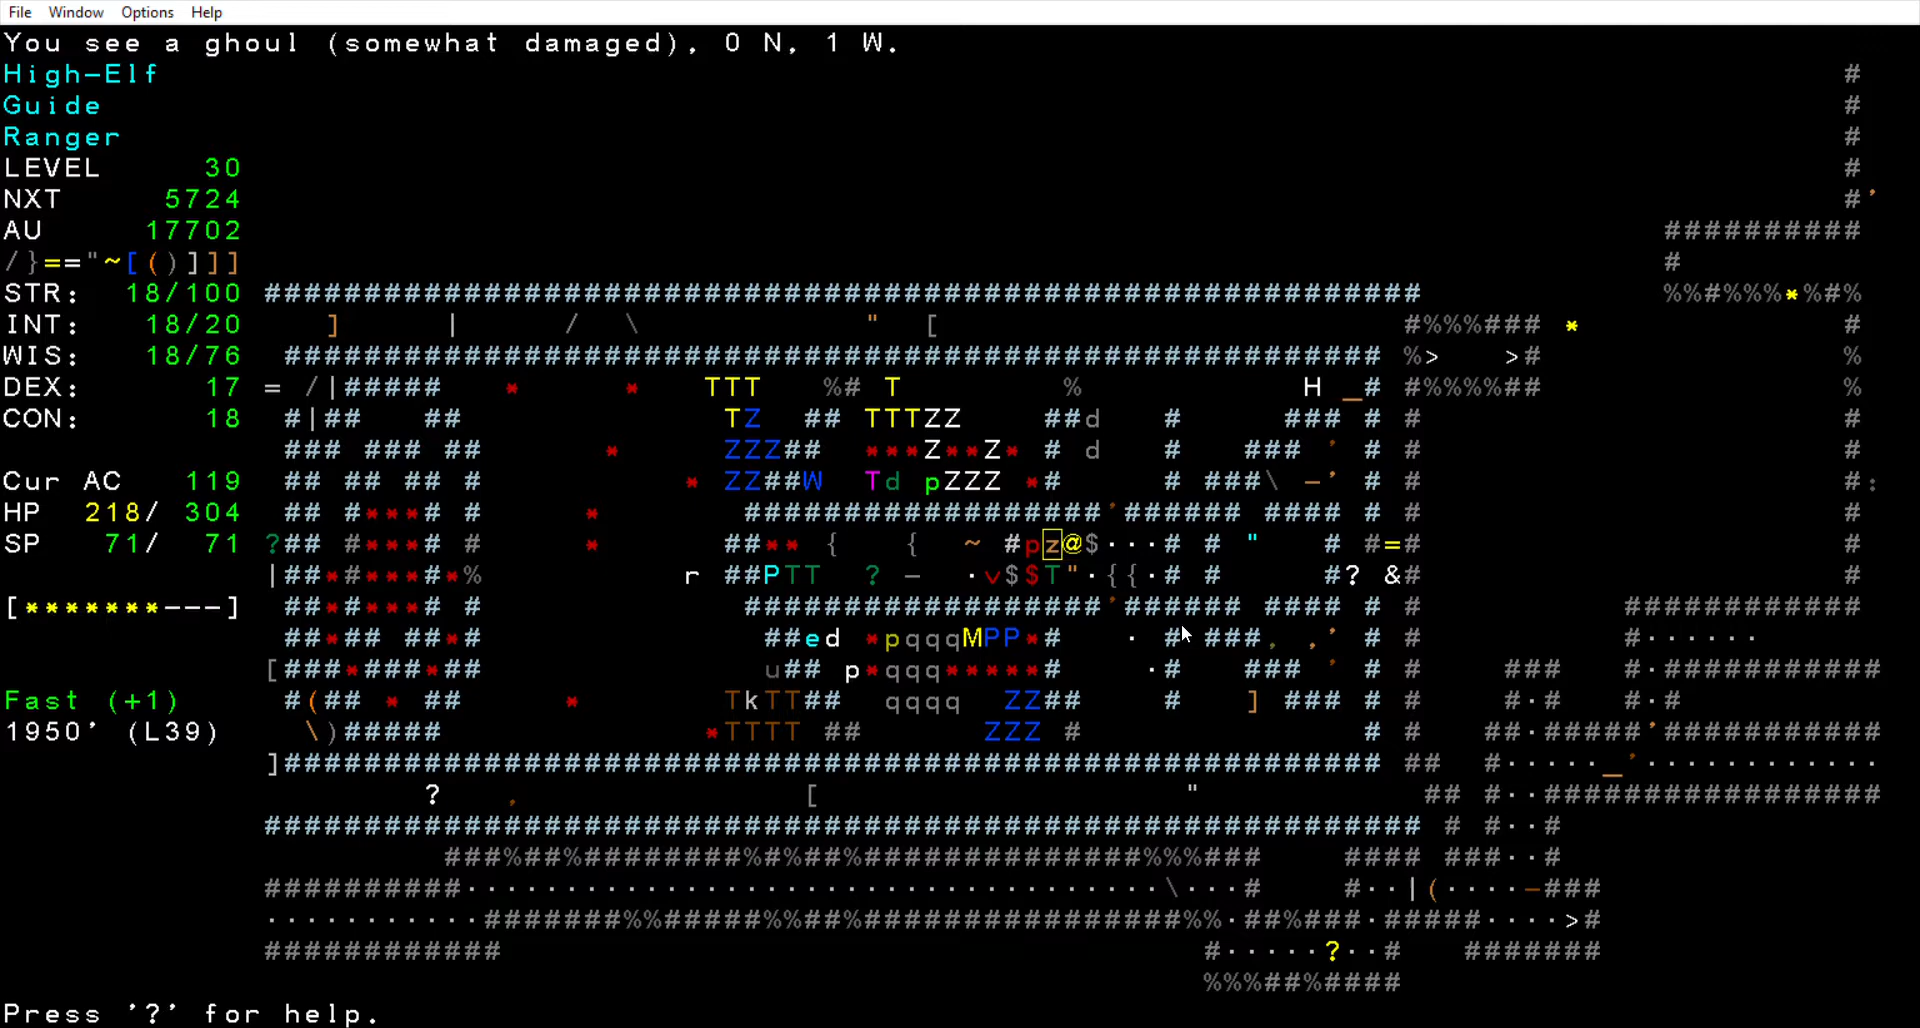 File Window Options Help
You see a ghoul (somewhat damaged), 0 N, 1 W.
High-Elf
Guide
Ranger
LEVEL 30
NXT 5724
AU 17702
/}=="~[()]]]
STR: 18/100
INT: 18/20
WIS: 18/76
DEX: 17
CON: 18
Cur AC 119
HP 218/ 304
SP 71/ 71
[*******---]
Fast (+1)
1950' (L39)
Press '?' for help.